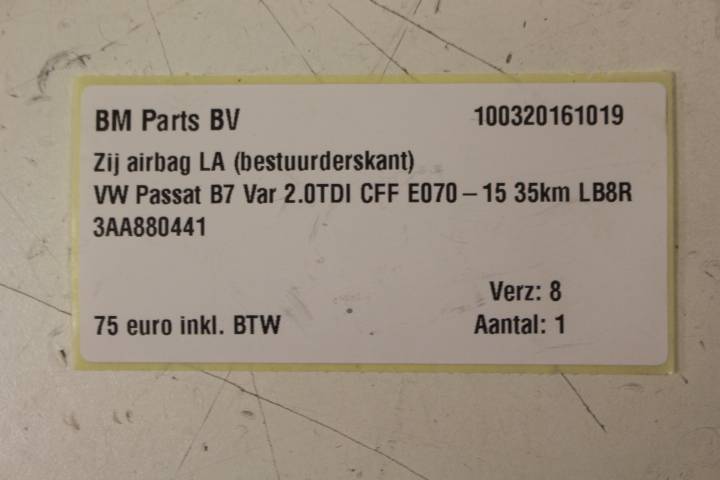 BM Parts BV 100320161019
Zij airbag LA (bestuurderskant)
VW Passat B7 Var 2.0TDI CFF E070 – 15 35km LB8R
3AA880441
Verz: 8
75 euro inkl. BTW Aantal: 1